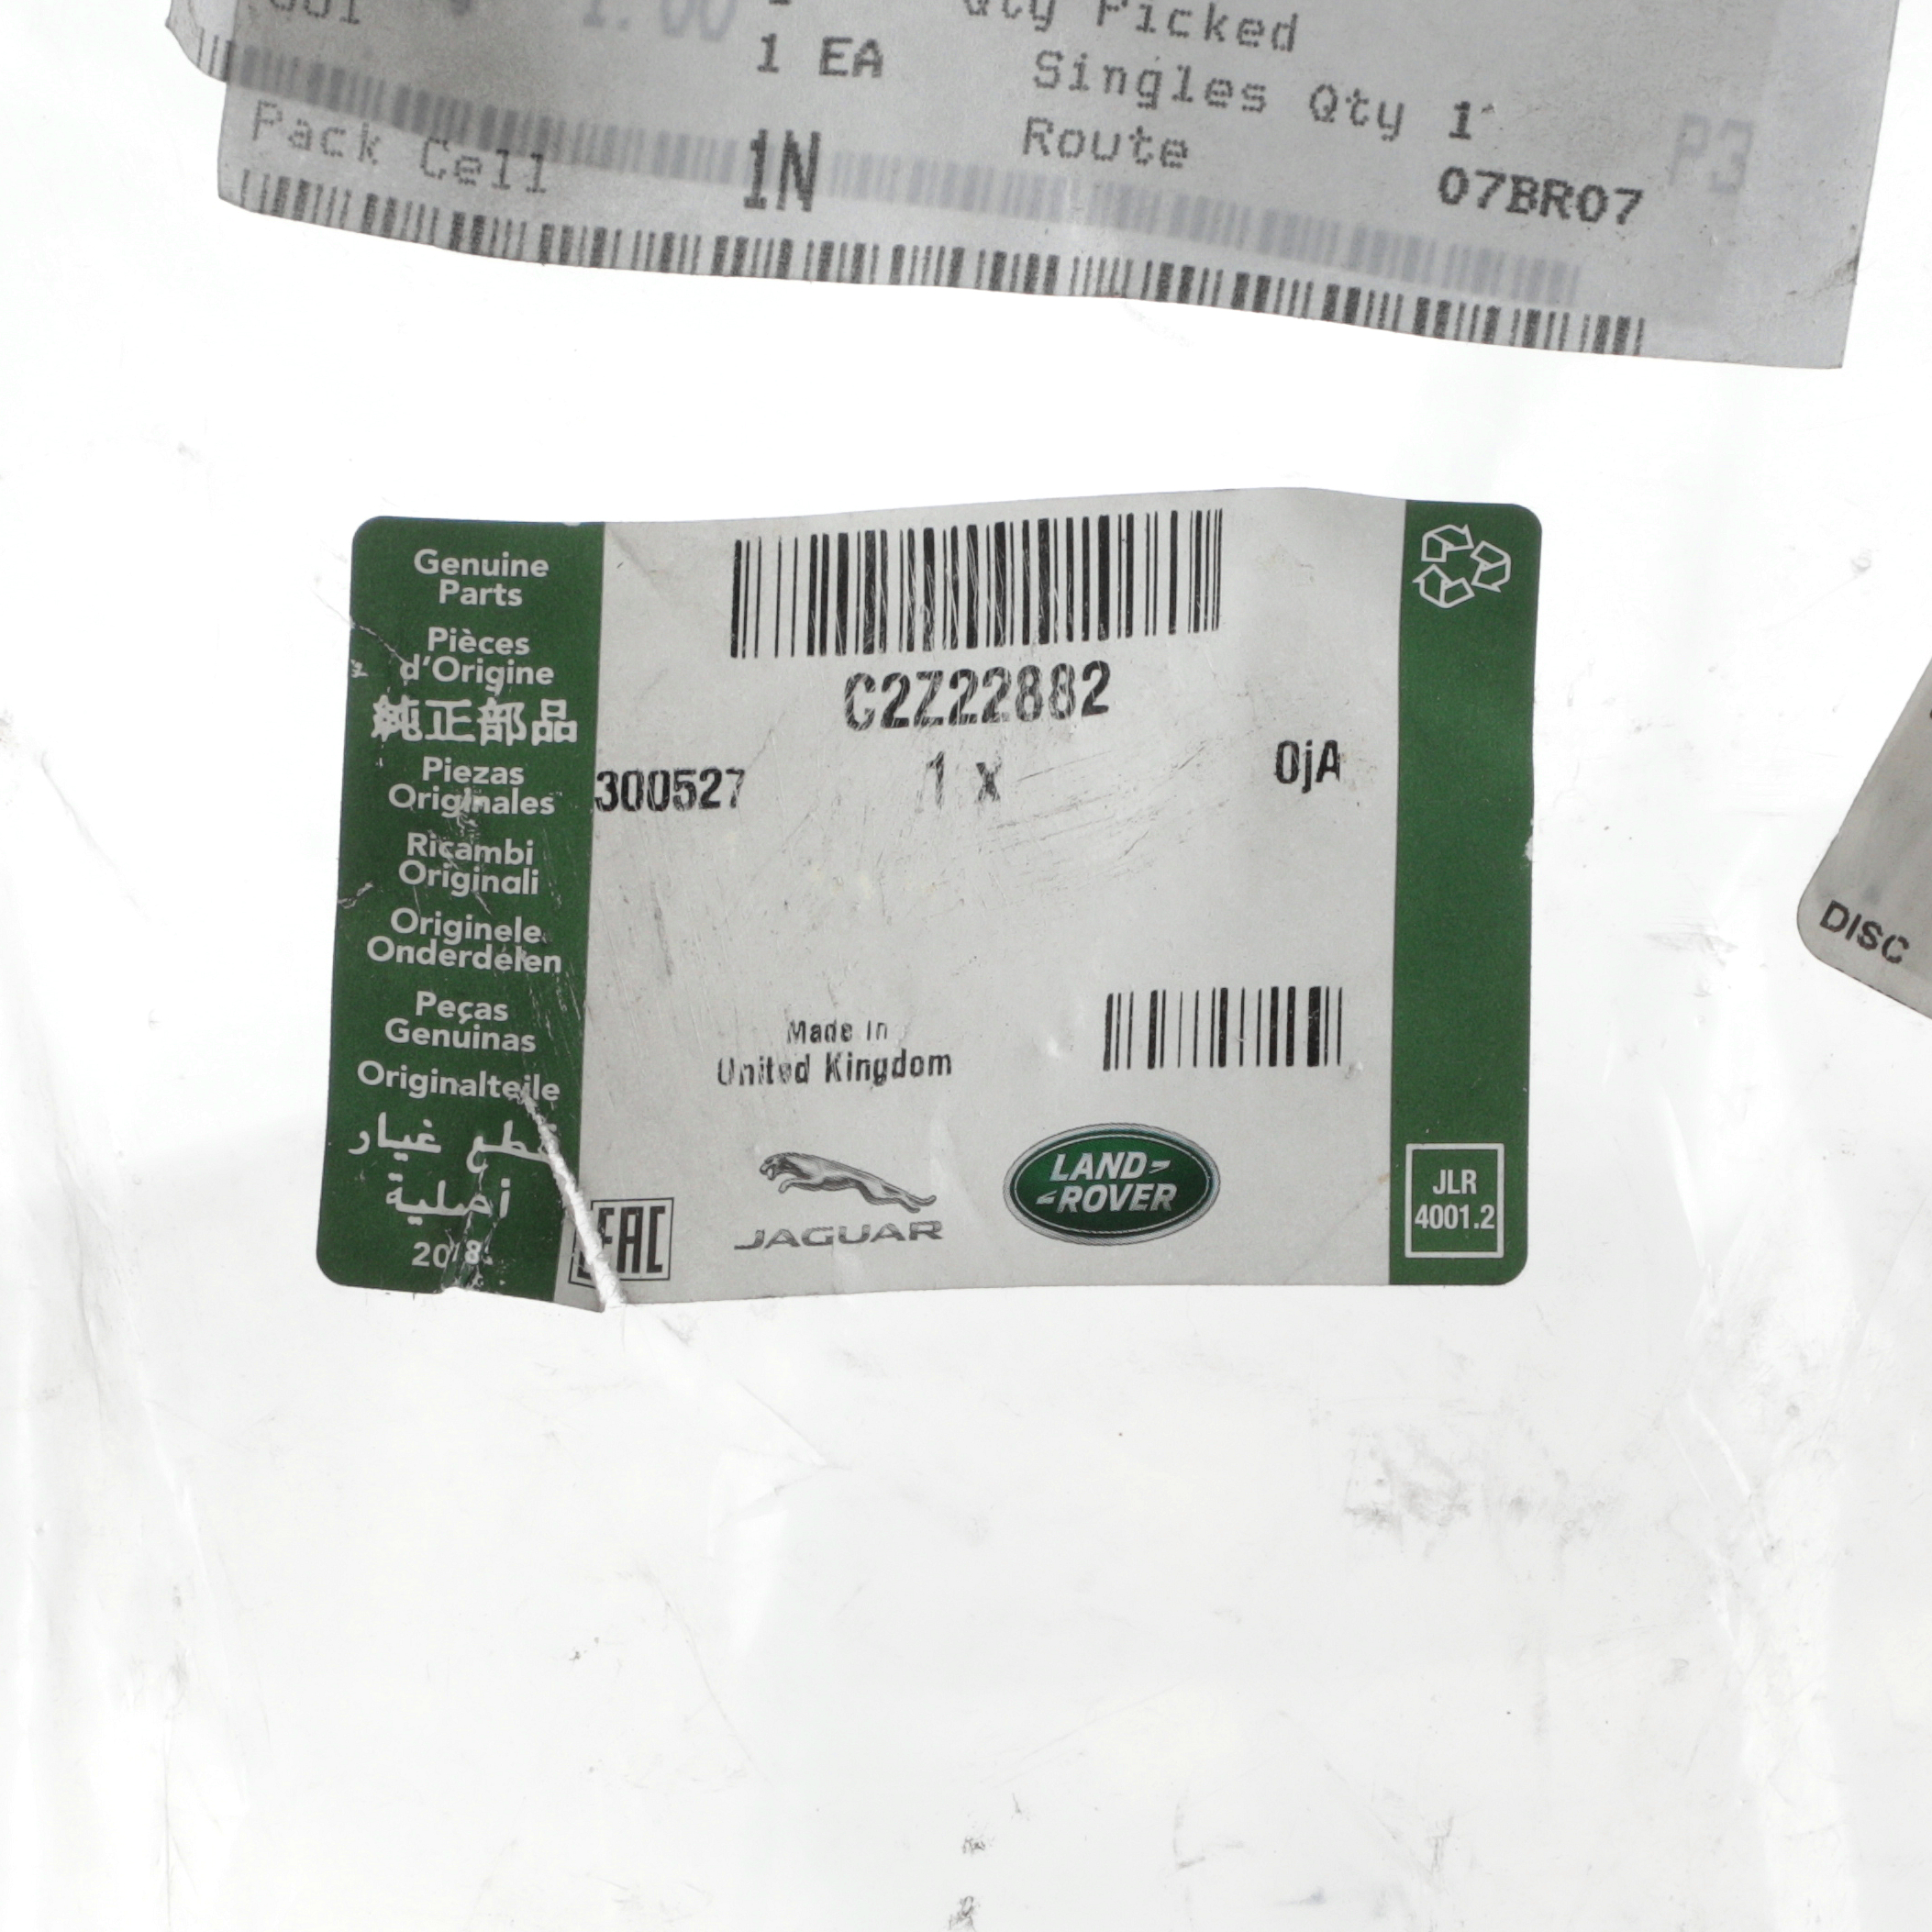 Qty Picked
1 EA
Singles Qty 1
Pack Cell
1N
Route
07BR07
P3
Genuine
Parts
Pièces
d'Origine
純正部品
Piezas
Originales
Ricambi
Originali
Originele
Onderdelen
Peças
Genuinas
Originalteile
قطع غيار
أصلية
2018
C2Z22882
300527
1 x
0jA
Made In
United Kingdom
EAC
JAGUAR
LAND-
-ROVER
JLR
4001.2
DISC